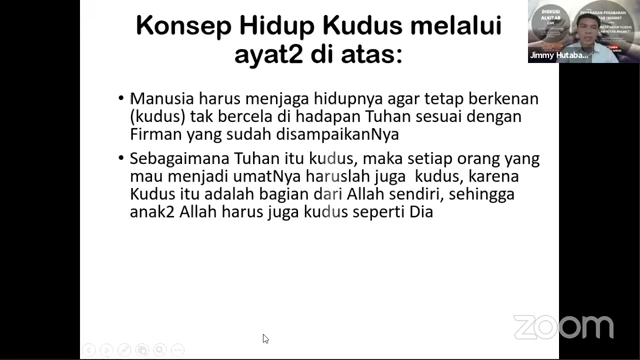 Konsep Hidup Kudus melalui
ayat2 di atas:
• Manusia harus menjaga hidupnya agar tetap berkenan
(kudus) tak bercela di hadapan Tuhan sesuai dengan
Firman yang sudah disampaikanNya
• Sebagaimana Tuhan itu kudus, maka setiap orang yang
mau menjadi umatNya haruslah juga kudus, karena
Kudus itu adalah bagian dari Allah sendiri, sehingga
anak2 Allah harus juga kudus seperti Dia
DISKUSI
ALKITAB
Jimmy Hutaba...
zoom